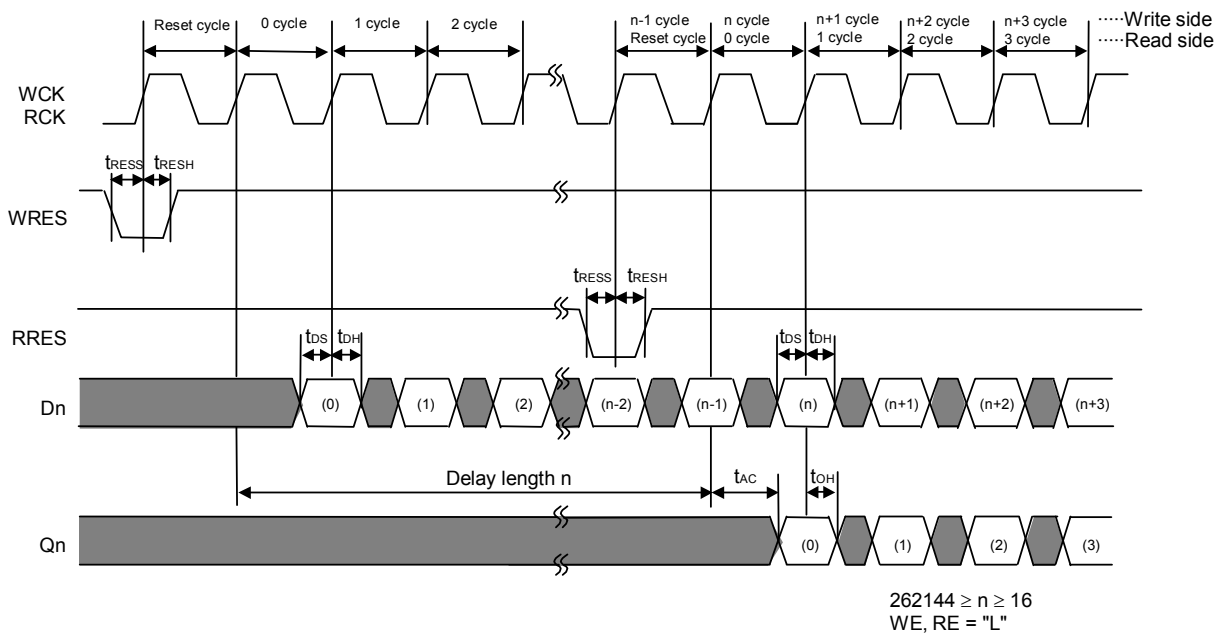 Reset cycle 0 cycle 1 cycle 2 cycle n-1 cycle n cycle n+1 cycle n+2 cycle n+3 cycle ·····Write side
Reset cycle 0 cycle 1 cycle 2 cycle 3 cycle ·····Read side
WCK
RCK
tRESS tRESH
WRES
tRESS tRESH
RRES
tDS tDH tDS tDH
Dn (0) (1) (2) (n-2) (n-1) (n) (n+1) (n+2) (n+3)
Delay length n tAC tOH
Qn (0) (1) (2) (3)
262144 ≥ n ≥ 16
WE, RE = "L"